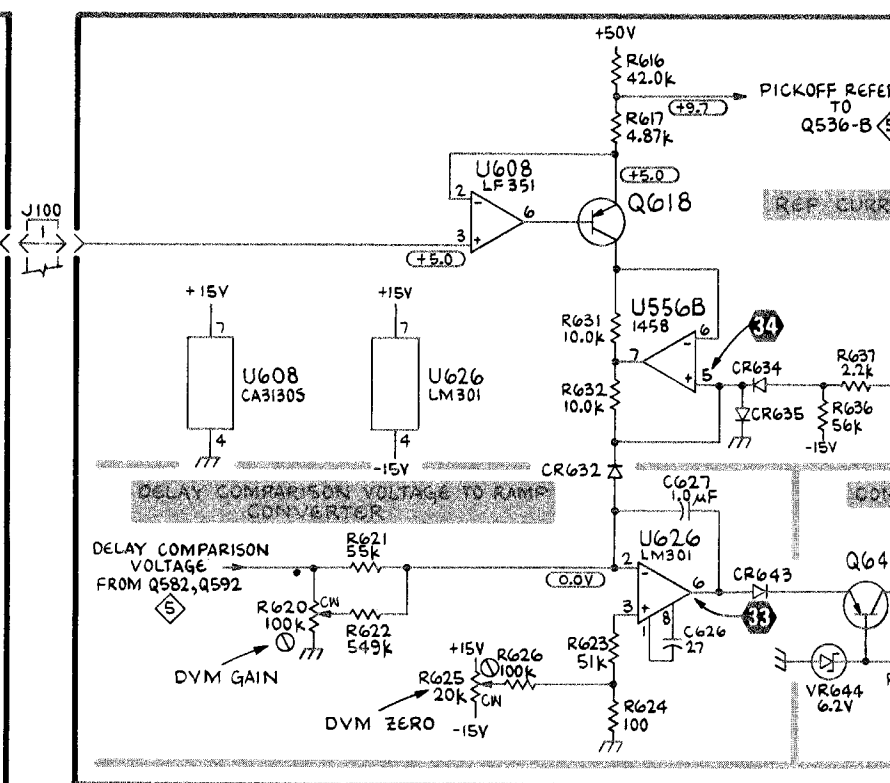 +50V
R616
42.0k
PICKOFF REFE
TO
Q536-B
+9.7
R617
4.87k
U608
LF351
2
-
6
3
+
+5.0
Q618
+5.0
J100
1
REF CURR
+15V
7
U608
CA3130S
4
+15V
7
U626
LM301
4
-15V
R631
10.0k
U556B
1458
6
-
7
+
5
34
R632
10.0k
CR634
CR635
R637
2.2k
R636
56k
-15V
CR632
DELAY COMPARISON VOLTAGE TO RAMP
CONVERTER
CON
C627
1.0µF
DELAY COMPARISON
VOLTAGE
FROM Q582,Q592
5
R621
55k
R620
100k
CW
R622
549k
DVM GAIN
0.0V
U626
LM301
2
-
6
3
+
1
8
C626
27
33
CR643
Q64
VR644
6.2V
R623
51k
+15V
R625
20k
CW
-15V
R626
100k
DVM ZERO
R624
100